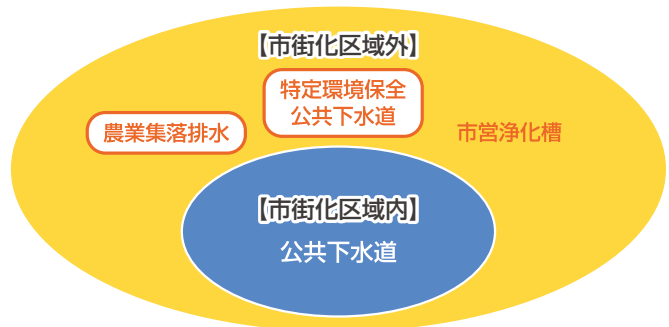 【市街化区域外】
特定環境保全
公共下水道
農業集落排水
市営浄化槽
【市街化区域内】
公共下水道